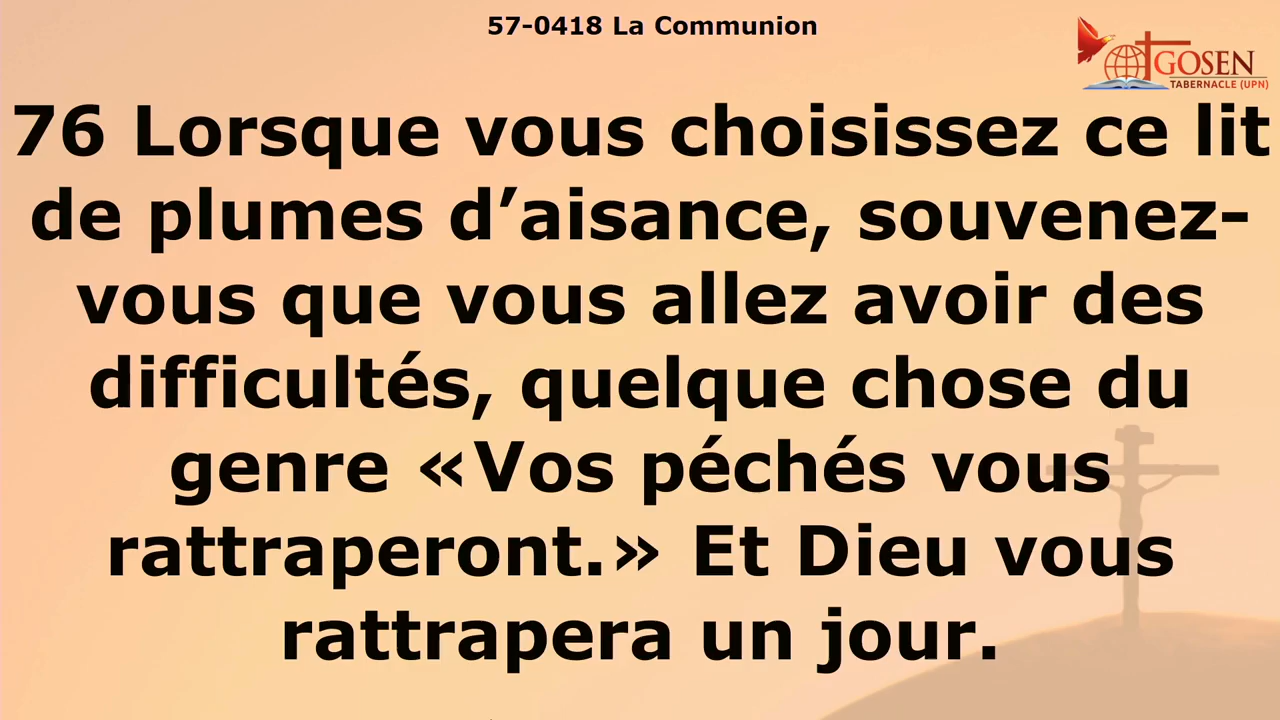 57-0418 La Communion
GOSEN
TABERNACLE (UPN)
76 Lorsque vous choisissez ce lit
de plumes d’aisance, souvenez-
vous que vous allez avoir des
difficultés, quelque chose du
genre «Vos péchés vous
rattraperont.» Et Dieu vous
rattrapera un jour.